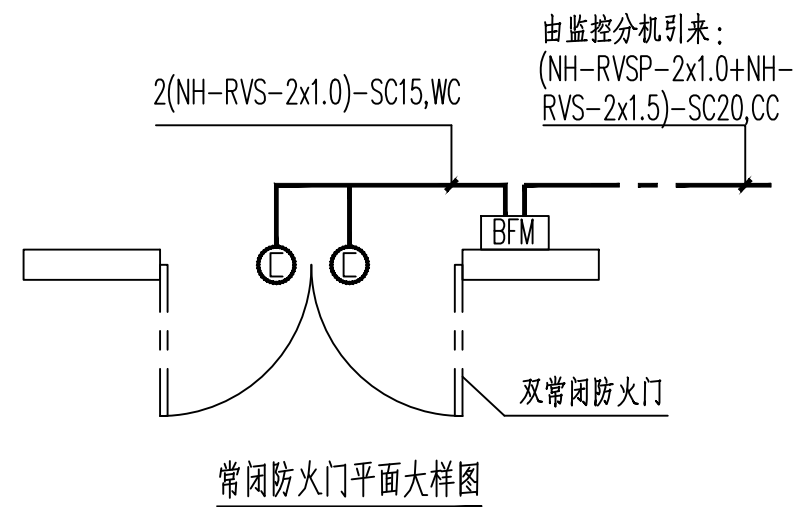 由监控分机引来：
(NH-RVSP-2x1.0+NH-
RVS-2x1.5)-SC20,CC
2(NH-RVS-2x1.0)-SC15,WC
BFM
双常闭防火门
常闭防火门平面大样图